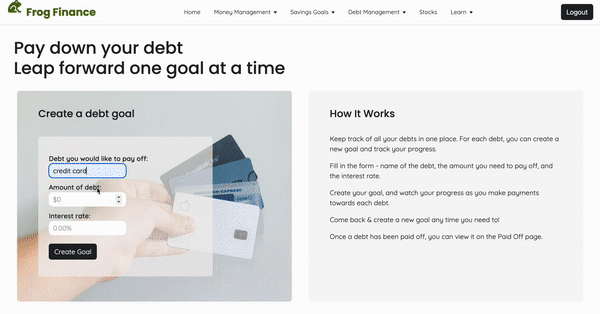 Frog Finance
Home Money Management ▾ Savings Goals ▾ Debt Management ▾ Stocks Learn ▾ Logout
Pay down your debt
Leap forward one goal at a time
Create a debt goal
Debt you would like to pay off:
credit card
Amount of debt:
$0
Interest rate:
0.00%
Create Goal
How It Works
Keep track of all your debts in one place. For each debt, you can create a
new goal and track your progress.
Fill in the form - name of the debt, the amount you need to pay off, and
the interest rate.
Create your goal, and watch your progress as you make payments
towards each debt.
Come back & create a new goal any time you need to!
Once a debt has been paid off, you can view it on the Paid Off page.